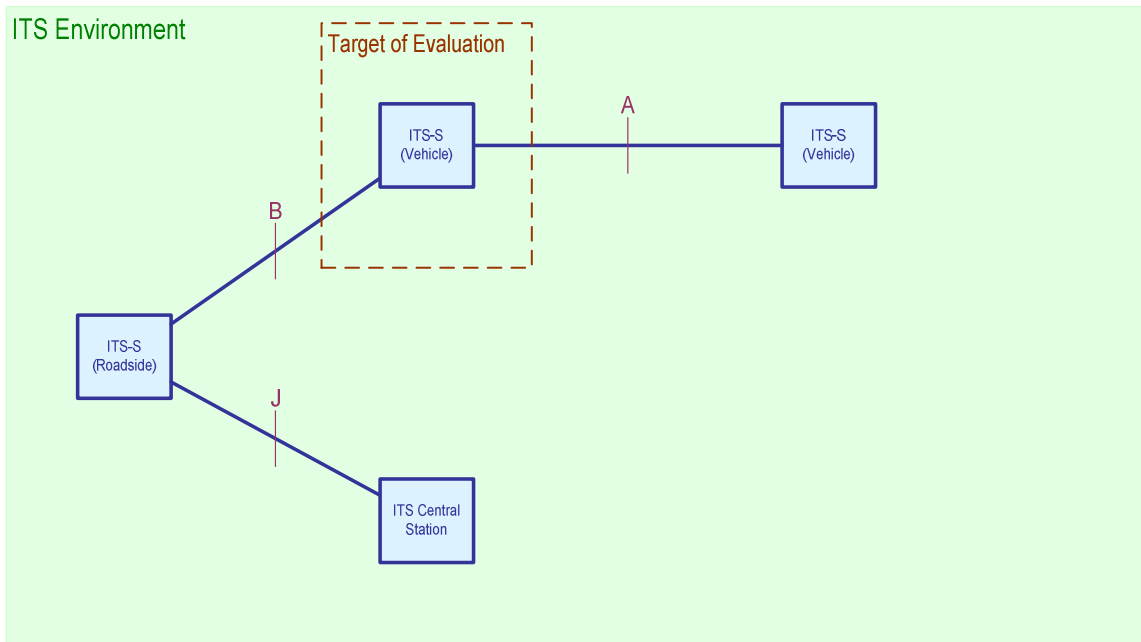 ITS Environment
Target of Evaluation
ITS-S
(Vehicle)
A
ITS-S
(Vehicle)
B
ITS-S
(Roadside)
J
ITS Central
Station